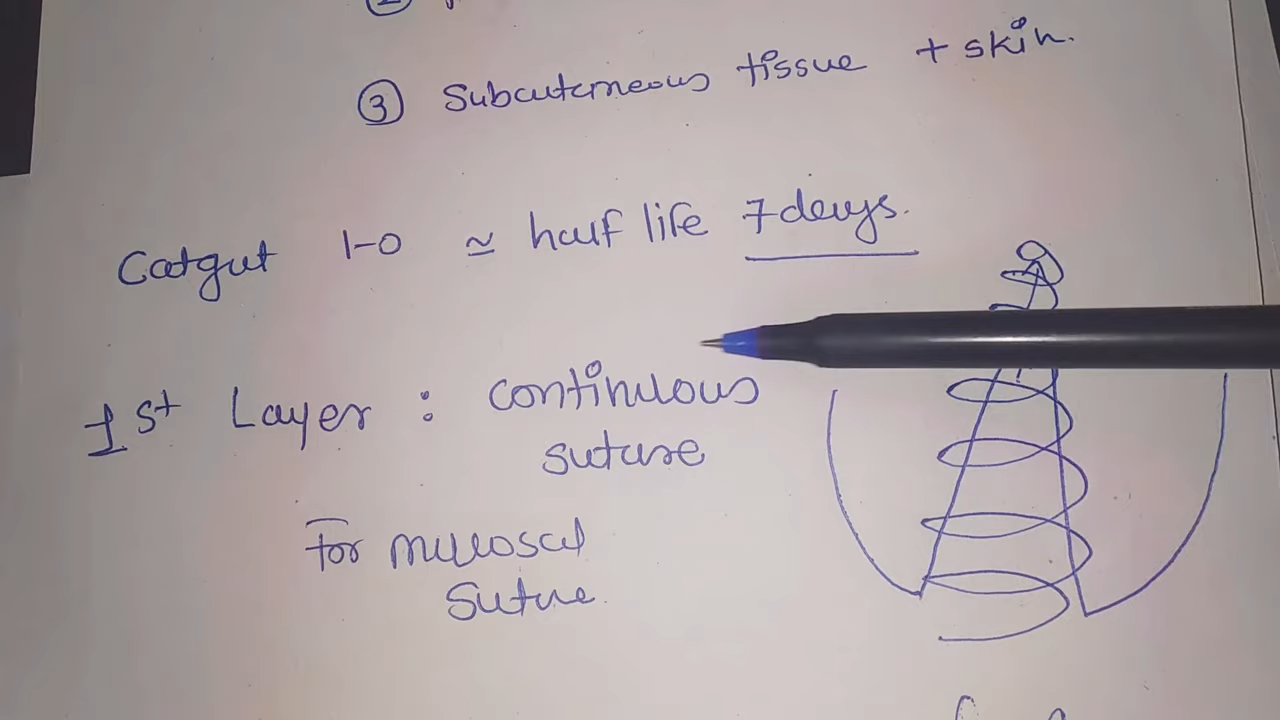 ③ Subcutaneous tissue + skin.
Catgut 1-0 ≃ half life 7 days.
1st Layer : continuous
suture
For mucosal
suture